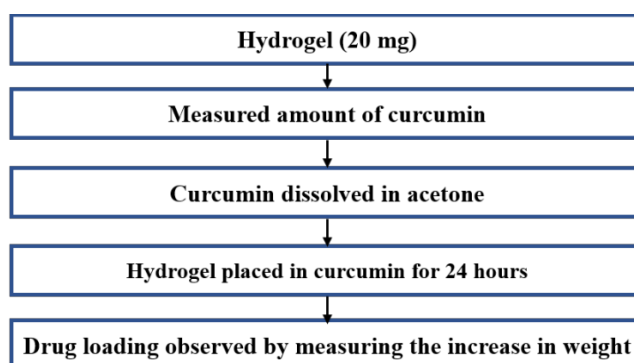 Hydrogel (20 mg)
Measured amount of curcumin
Curcumin dissolved in acetone
Hydrogel placed in curcumin for 24 hours
Drug loading observed by measuring the increase in weight